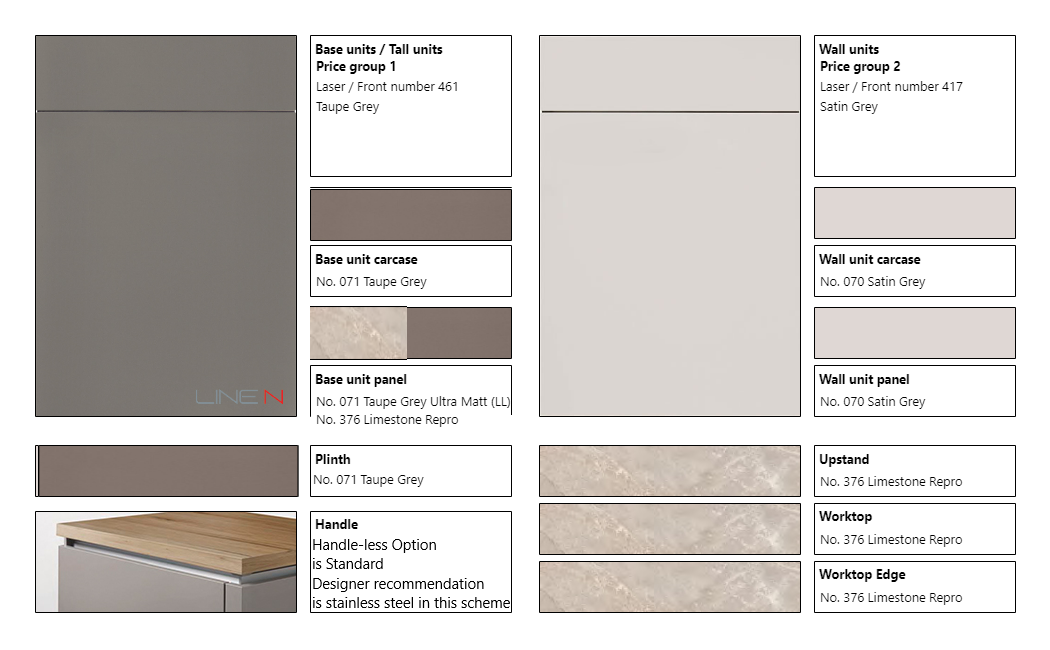 Base units / Tall units
Price group 1
Laser / Front number 461
Taupe Grey
Base unit carcase
No. 071 Taupe Grey
Base unit panel
No. 071 Taupe Grey Ultra Matt (LL)
No. 376 Limestone Repro
LINE N
Plinth
No. 071 Taupe Grey
Handle
Handle-less Option
is Standard
Designer recommendation
is stainless steel in this scheme
Wall units
Price group 2
Laser / Front number 417
Satin Grey
Wall unit carcase
No. 070 Satin Grey
Wall unit panel
No. 070 Satin Grey
Upstand
No. 376 Limestone Repro
Worktop
No. 376 Limestone Repro
Worktop Edge
No. 376 Limestone Repro